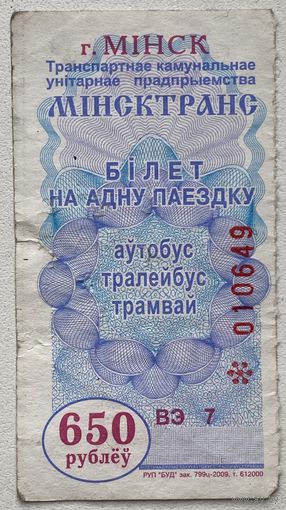 г. МІНСК
Транспартнае камунальнае
унітарнае прадпрыемства
МІНСКТРАНС
БІЛЕТ
НА АДНУ ПАЕЗДКУ
аўтобус
тралейбус
трамвай
010649
ВЭ 7
650
рублёў
РУП "БУД" зак. 799ц-2009, т. 612000